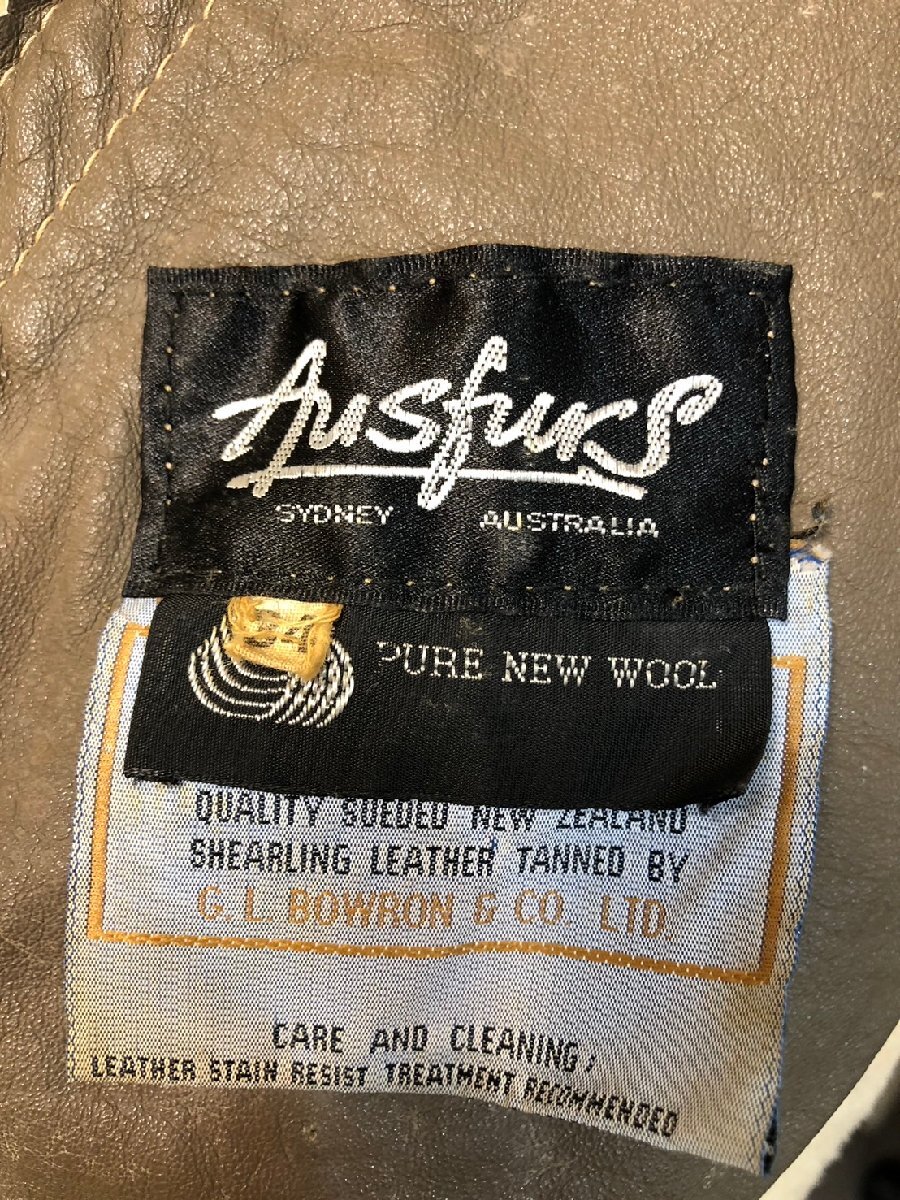 Ausfurs
SYDNEY AUSTRALIA
PURE NEW WOOL
QUALITY SUEDED NEW ZEALAND
SHEARLING LEATHER TANNED BY
G. L. BOWRON & CO. LTD.
CARE AND CLEANING;
LEATHER STAIN RESIST TREATMENT RECOMMENDED